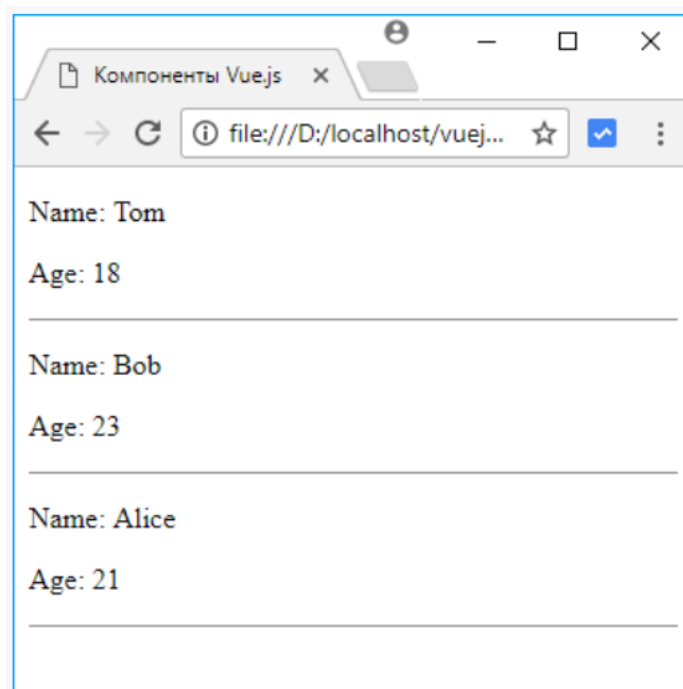 Компоненты Vue.js
file:///D:/localhost/vuej...
Name: Tom
Age: 18
Name: Bob
Age: 23
Name: Alice
Age: 21